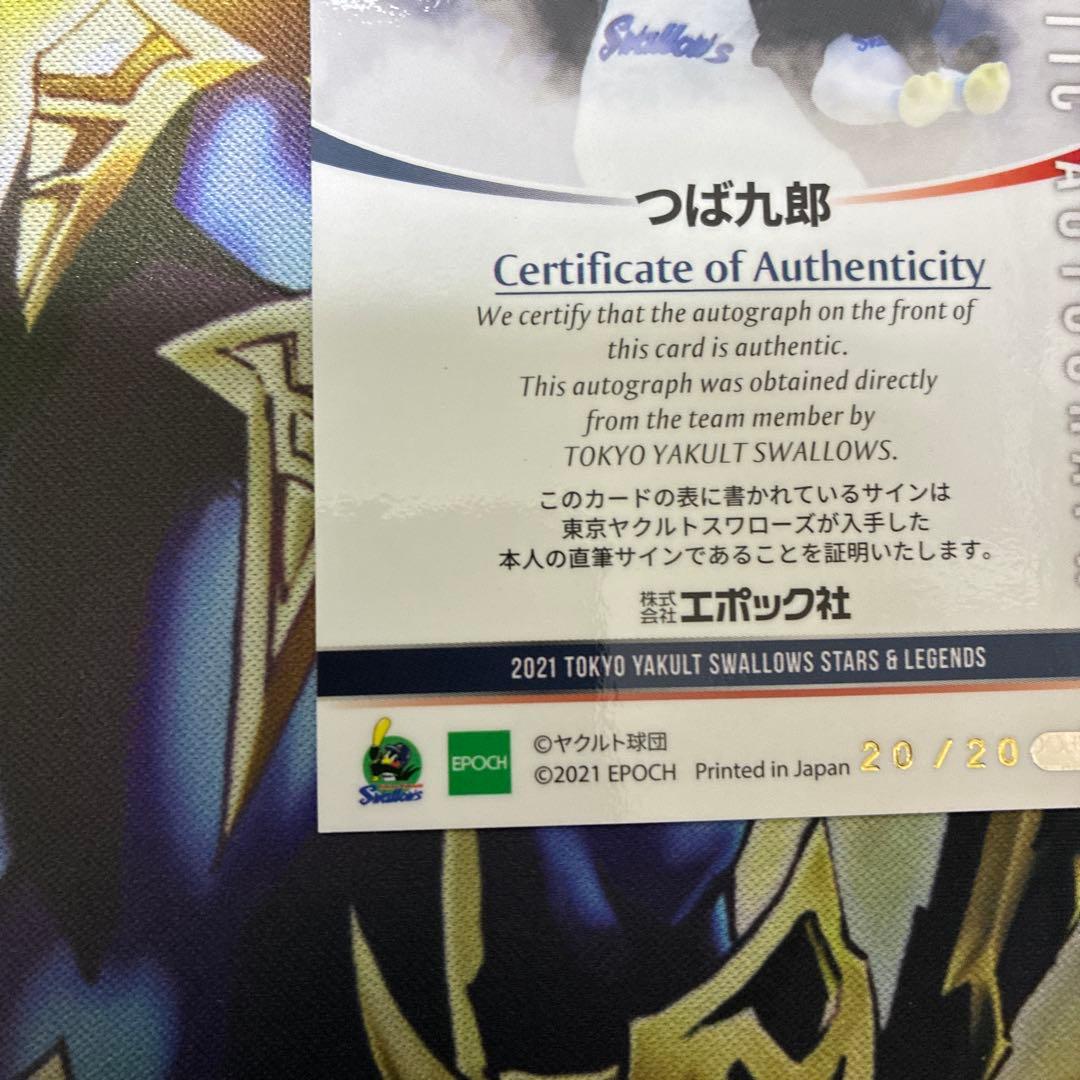 Swallows
つば九郎
Certificate of Authenticity
We certify that the autograph on the front of
this card is authentic.
This autograph was obtained directly
from the team member by
TOKYO YAKULT SWALLOWS.
このカードの表に書かれているサインは
東京ヤクルトスワローズが入手した
本人の直筆サインであることを証明いたします。
株式会社エポック社
2021 TOKYO YAKULT SWALLOWS STARS & LEGENDS
Swallows
EPOCH
©ヤクルト球団
©2021 EPOCH Printed in Japan
20/20